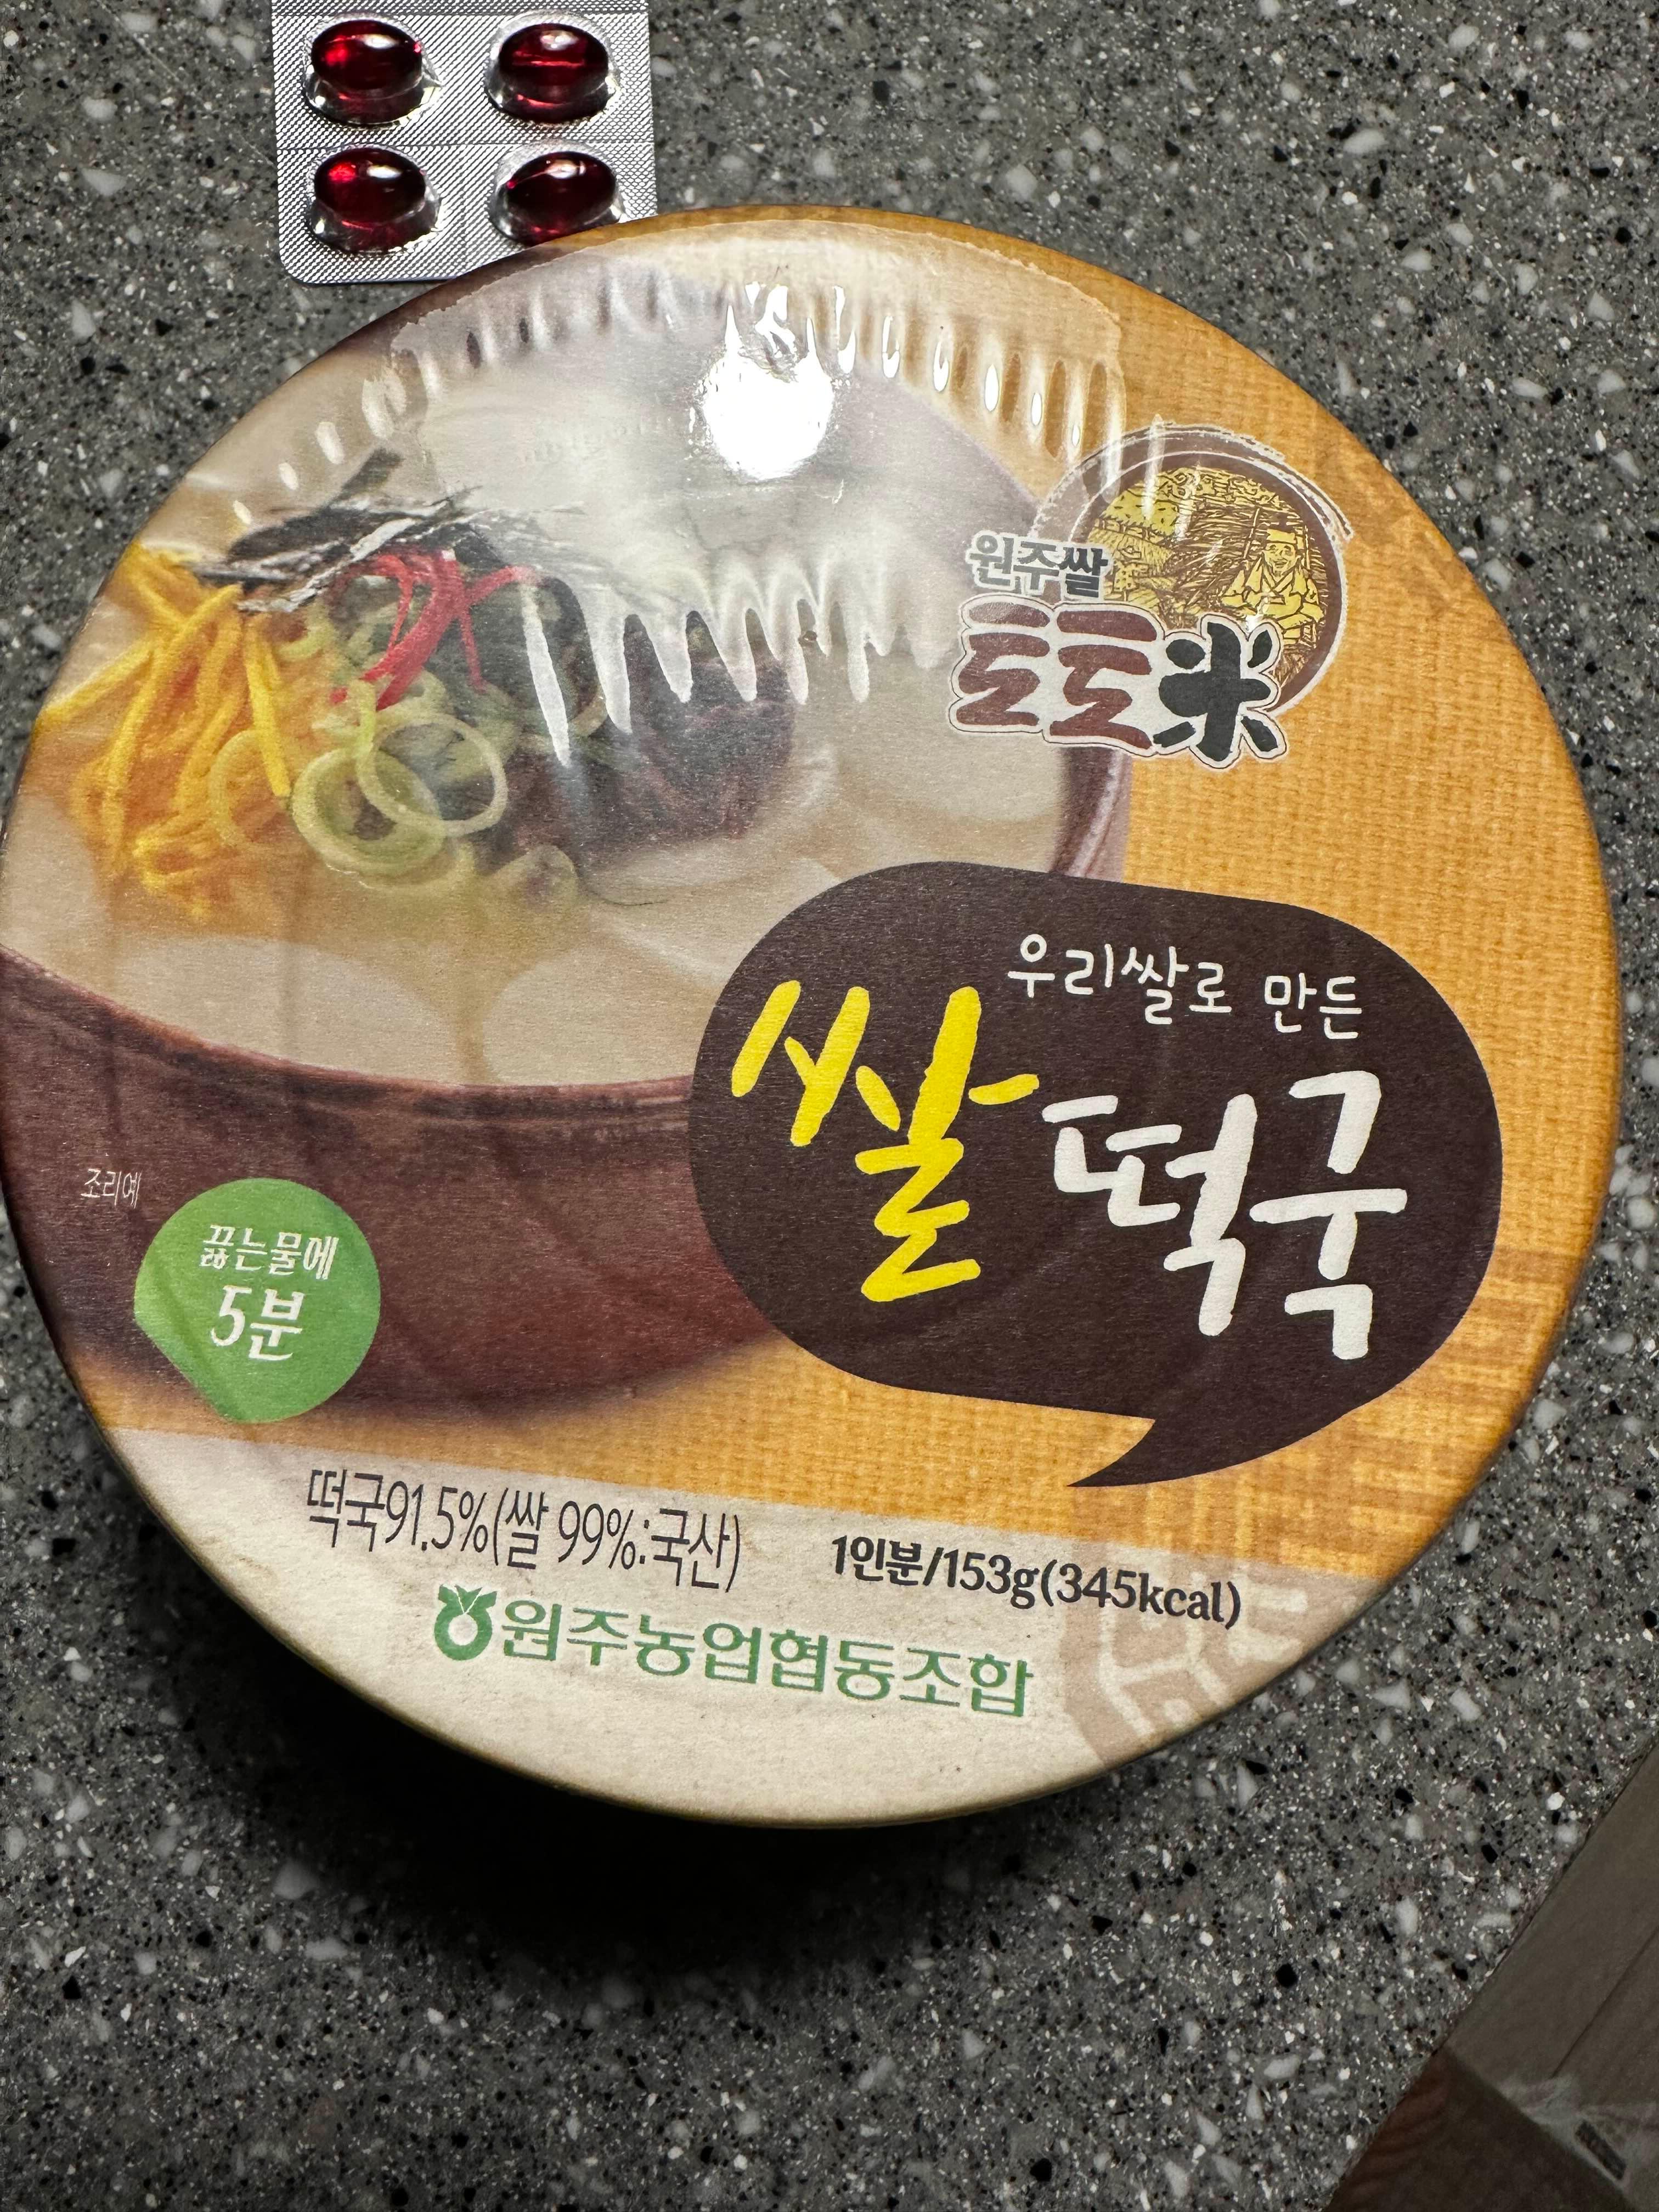 원주쌀
토토米
우리쌀로 만든
쌀떡국
조리예
끓는물에
5분
떡국91.5%(쌀 99%:국산)
1인분/153g(345kcal)
원주농업협동조합